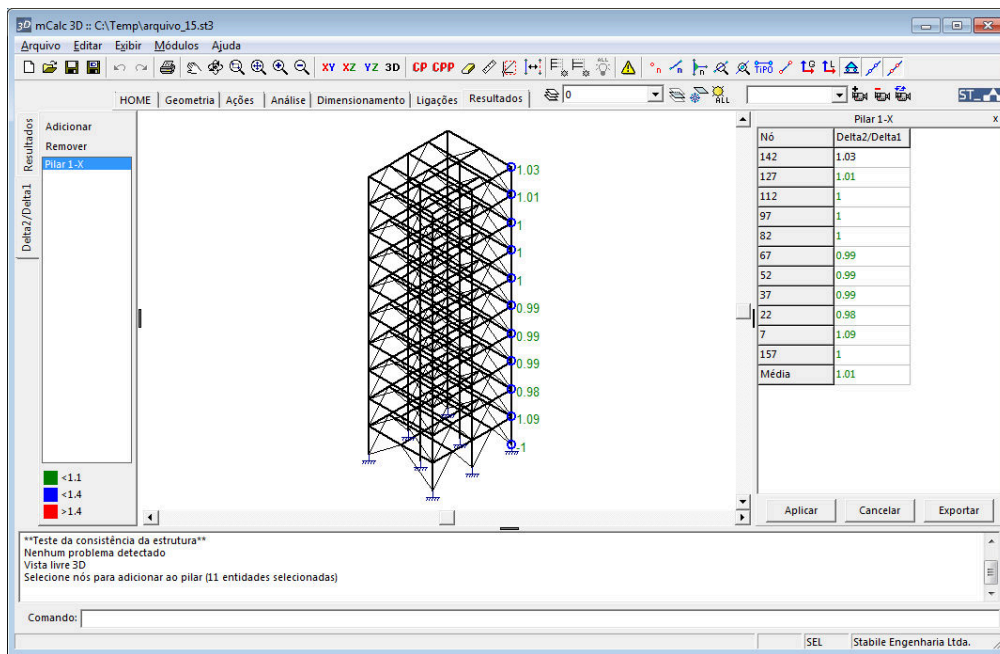 3D mCalc 3D :: C:\Temp\arquivo_15.st3
Arquivo Editar Exibir Módulos Ajuda
XY XZ YZ 3D CP CPP ALL n n n TIPO G L
HOME Geometria Ações Análise Dimensionamento Ligações Resultados 0 ALL ST_
Resultados
Delta2/Delta1
Adicionar
Remover
Pilar 1-X
<1.1
<1.4
>1.4
1.03
1.01
1
1
1
0.99
0.99
0.99
0.98
1.09
1
Pilar 1-X x
Nó Delta2/Delta1
142 1.03
127 1.01
112 1
97 1
82 1
67 0.99
52 0.99
37 0.99
22 0.98
7 1.09
157 1
Média 1.01
Aplicar Cancelar Exportar
**Teste da consistência da estrutura**
Nenhum problema detectado
Vista livre 3D
Selecione nós para adicionar ao pilar (11 entidades selecionadas)
Comando:
SEL Stabile Engenharia Ltda.